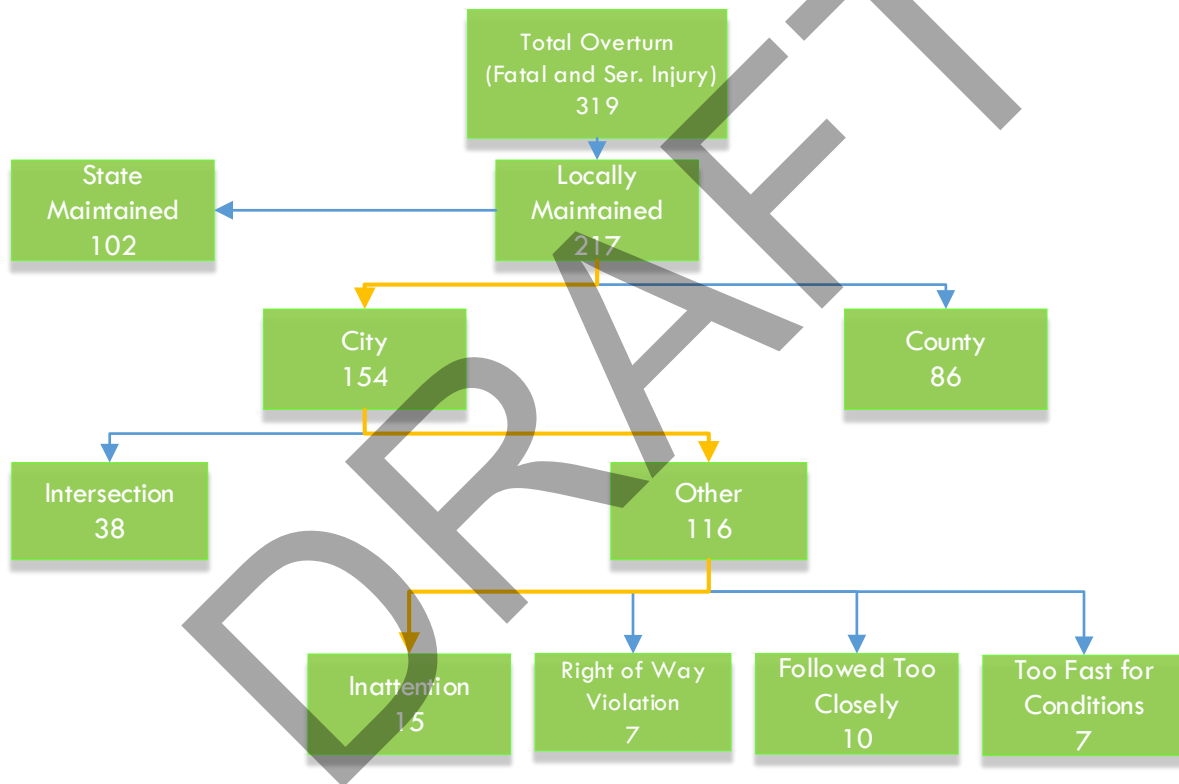 Total Overturn
(Fatal and Ser. Injury)
319
State
Maintained
102
Locally
Maintained
217
City
154
County
86
Intersection
38
Other
116
Inattention
15
Right of Way
Violation
7
Followed Too
Closely
10
Too Fast for
Conditions
7
DRAFT